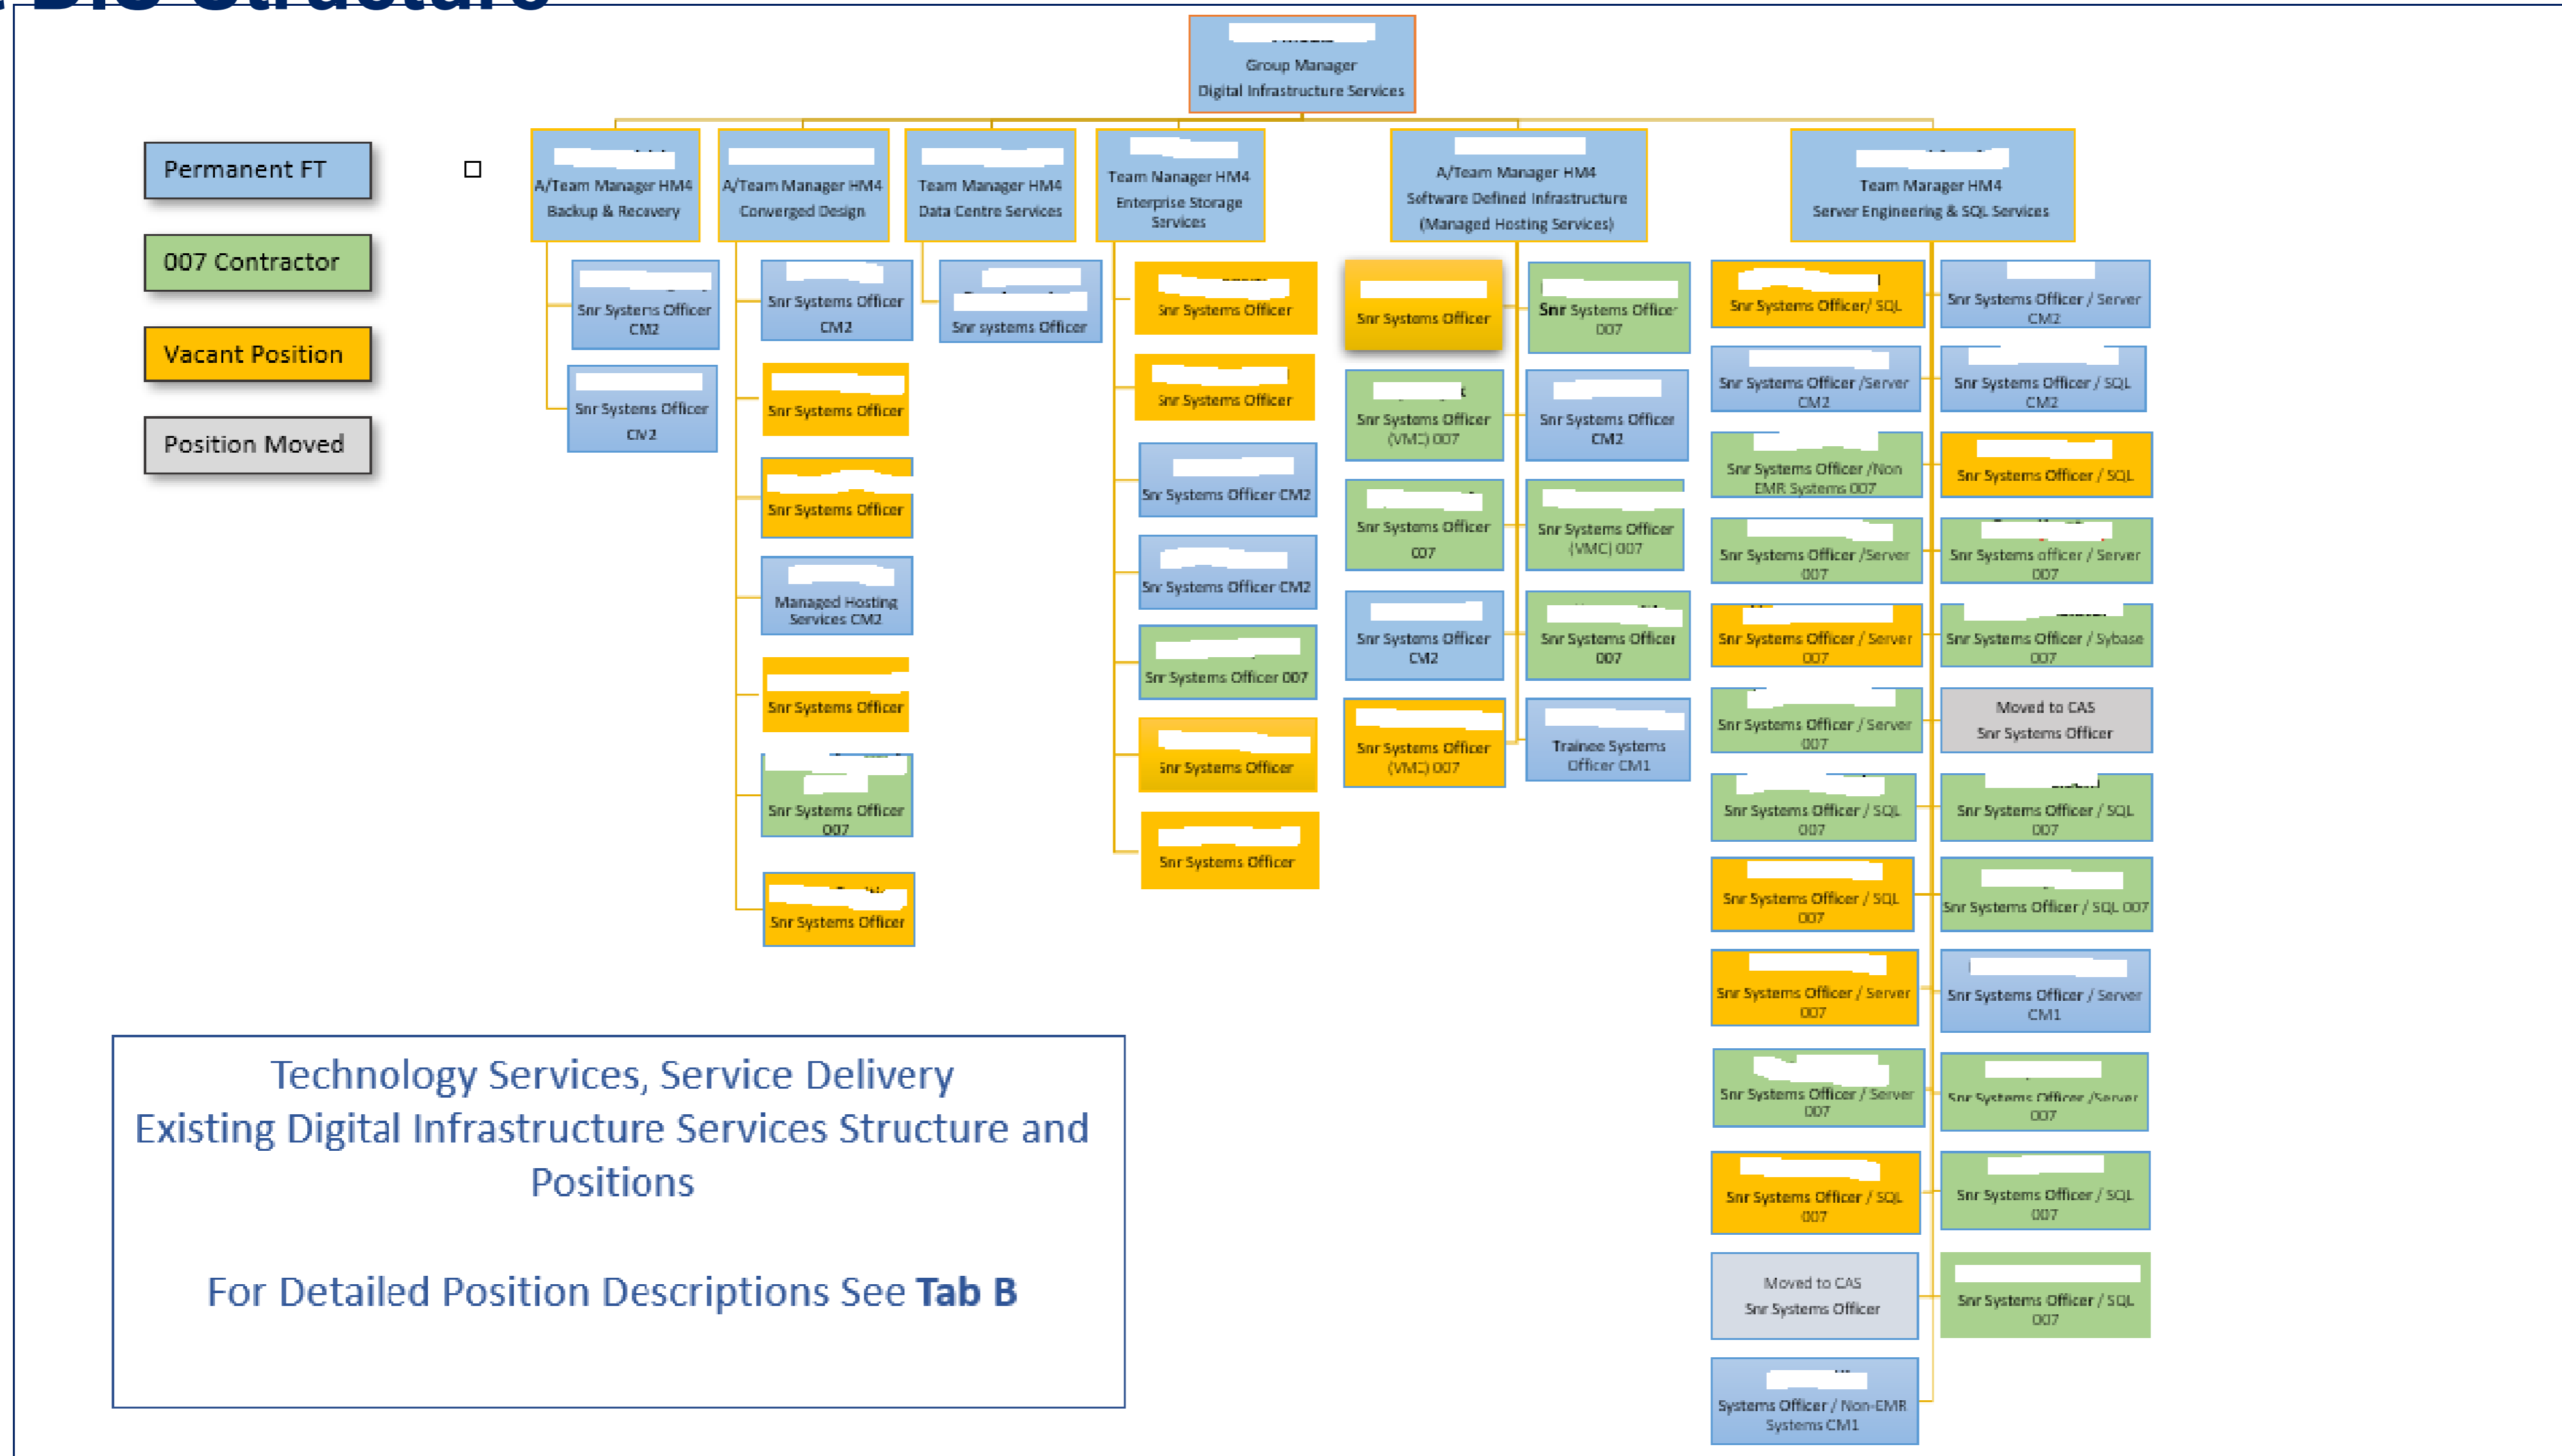 DIS Structure
Group Manager
Digital Infrastructure Services
Permanent FT
007 Contractor
Vacant Position
Position Moved
A/Team Manager HM4
Backup & Recovery
Snr Systems Officer
CM2
Snr Systems Officer
CM2
A/Team Manager HM4
Converged Design
Snr Systems Officer
CM2
Snr Systems Officer
Snr Systems Officer
Managed Hosting
Services CM2
Snr Systems Officer
Snr Systems Officer
007
Snr Systems Officer
Team Manager HM4
Data Centre Services
Snr systems Officer
Team Manager HM4
Enterprise Storage
Services
Snr Systems Officer
Snr Systems Officer
Snr Systems Officer CM2
Snr Systems Officer CM2
Snr Systems Officer 007
Snr Systems Officer
Snr Systems Officer
A/Team Manager HM4
Software Defined Infrastructure
(Managed Hosting Services)
Snr Systems Officer
Snr Systems Officer
007
Snr Systems Officer
(VMC) 007
Snr Systems Officer
CM2
Snr Systems Officer
007
Snr Systems Officer
(VMC) 007
Snr Systems Officer
CM2
Snr Systems Officer
007
Snr Systems Officer
(VMC) 007
Trainee Systems
Officer CM1
Team Manager HM4
Server Engineering & SQL Services
Snr Systems Officer/ SQL
Snr Systems Officer / Server
CM2
Snr Systems Officer /Server
CM2
Snr Systems Officer / SQL
CM2
Snr Systems Officer /Non
EMR Systems 007
Snr Systems Officer / SQL
Snr Systems Officer /Server
007
Snr Systems officer / Server
007
Snr Systems Officer / Server
007
Snr Systems Officer / Sybase
007
Snr Systems Officer / Server
007
Moved to CAS
Snr Systems Officer
Snr Systems Officer / SQL
007
Snr Systems Officer / SQL
007
Snr Systems Officer / SQL
007
Snr Systems Officer / SQL 007
Snr Systems Officer / Server
007
Snr Systems Officer / Server
CM1
Snr Systems Officer / Server
007
Snr Systems Officer /Server
007
Snr Systems Officer / SQL
007
Snr Systems Officer / SQL
007
Moved to CAS
Snr Systems Officer
Snr Systems Officer / SQL
007
Systems Officer / Non-EMR
Systems CM1
Technology Services, Service Delivery
Existing Digital Infrastructure Services Structure and
Positions
For Detailed Position Descriptions See Tab B